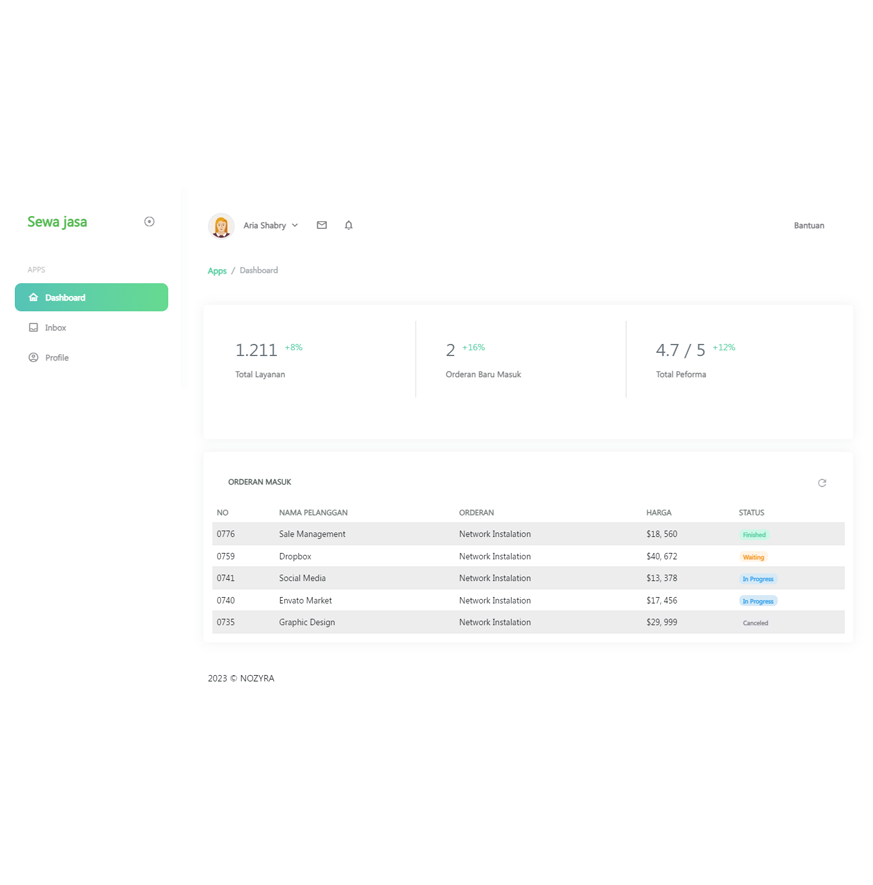 Sewa jasa
APPS
Dashboard
Inbox
Profile
Aria Shabry
Bantuan
Apps / Dashboard
1.211 +8%
Total Layanan
2 +16%
Orderan Baru Masuk
4.7 / 5 +12%
Total Peforma
ORDERAN MASUK
NO NAMA PELANGGAN ORDERAN HARGA STATUS
0776 Sale Management Network Instalation $18, 560 Finished
0759 Dropbox Network Instalation $40, 672 Waiting
0741 Social Media Network Instalation $13, 378 In Progress
0740 Envato Market Network Instalation $17, 456 In Progress
0735 Graphic Design Network Instalation $29, 999 Canceled
2023 © NOZYRA